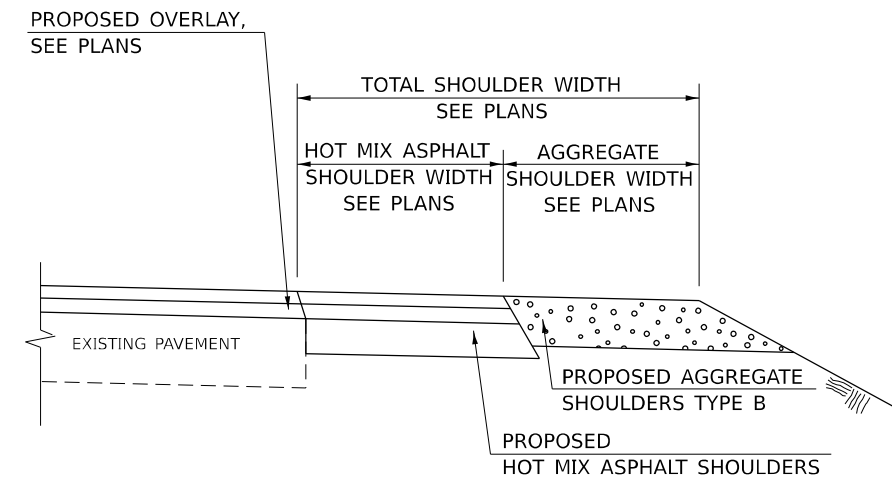 PROPOSED OVERLAY,
SEE PLANS
TOTAL SHOULDER WIDTH
SEE PLANS
HOT MIX ASPHALT
SHOULDER WIDTH
SEE PLANS
AGGREGATE
SHOULDER WIDTH
SEE PLANS
EXISTING PAVEMENT
PROPOSED AGGREGATE
SHOULDERS TYPE B
PROPOSED
HOT MIX ASPHALT SHOULDERS